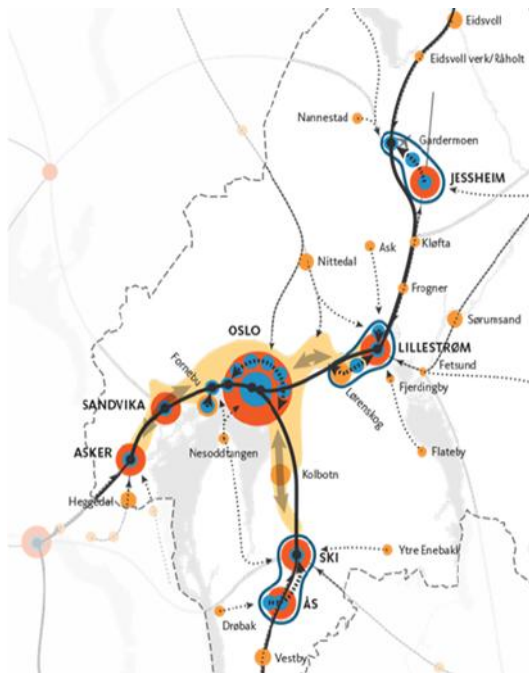 Eidsvoll
Eidsvoll verk/Råholt
Nannestad
Gardermoen
JESSHEIM
Kløfta
Ask
Nittedal
Frogner
Sørumsand
OSLO
LILLESTRØM
Fetsund
Fornebu
Lørenskog
Fjerdingby
SANDVIKA
ASKER
Nesoddtangen
Flateby
Heggedal
Kolbotn
SKI
Ytre Enebakk
ÅS
Drøbak
Vestby